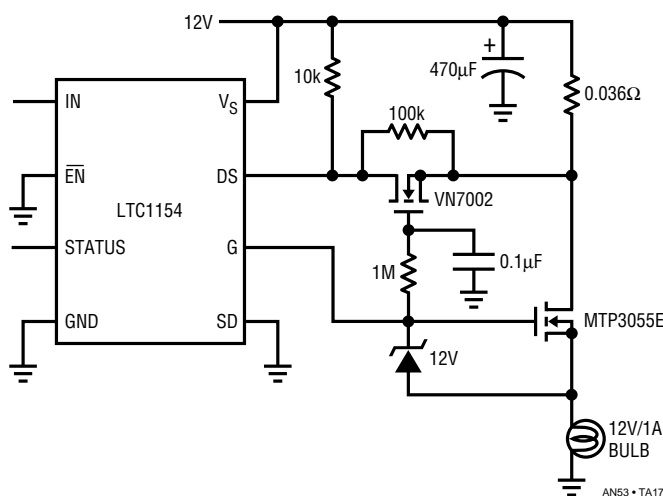 12V
10k
470µF
+
0.036Ω
100k
IN
VS
EN
DS
VN7002
LTC1154
STATUS
G
1M
0.1µF
GND
SD
MTP3055E
12V
12V/1A
BULB
AN53 • TA17